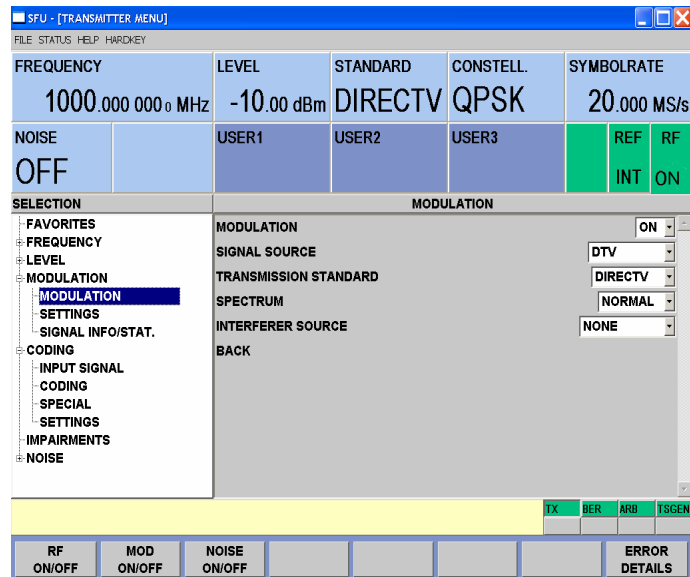 SFU - [TRANSMITTER MENU]
FILE STATUS HELP HARDKEY
FREQUENCY LEVEL STANDARD CONSTELL. SYMBOLRATE
1000.000 000 0 MHz -10.00 dBm DIRECTV QPSK 20.000 MS/s
NOISE USER1 USER2 USER3 REF RF
OFF INT ON
SELECTION MODULATION
FAVORITES
FREQUENCY
LEVEL
MODULATION
MODULATION
SETTINGS
SIGNAL INFO/STAT.
CODING
INPUT SIGNAL
CODING
SPECIAL
SETTINGS
IMPAIRMENTS
NOISE
MODULATION ON
SIGNAL SOURCE DTV
TRANSMISSION STANDARD DIRECTV
SPECTRUM NORMAL
INTERFERER SOURCE NONE
BACK
TX BER ARB TSGEN
RF ON/OFF MOD ON/OFF NOISE ON/OFF ERROR DETAILS